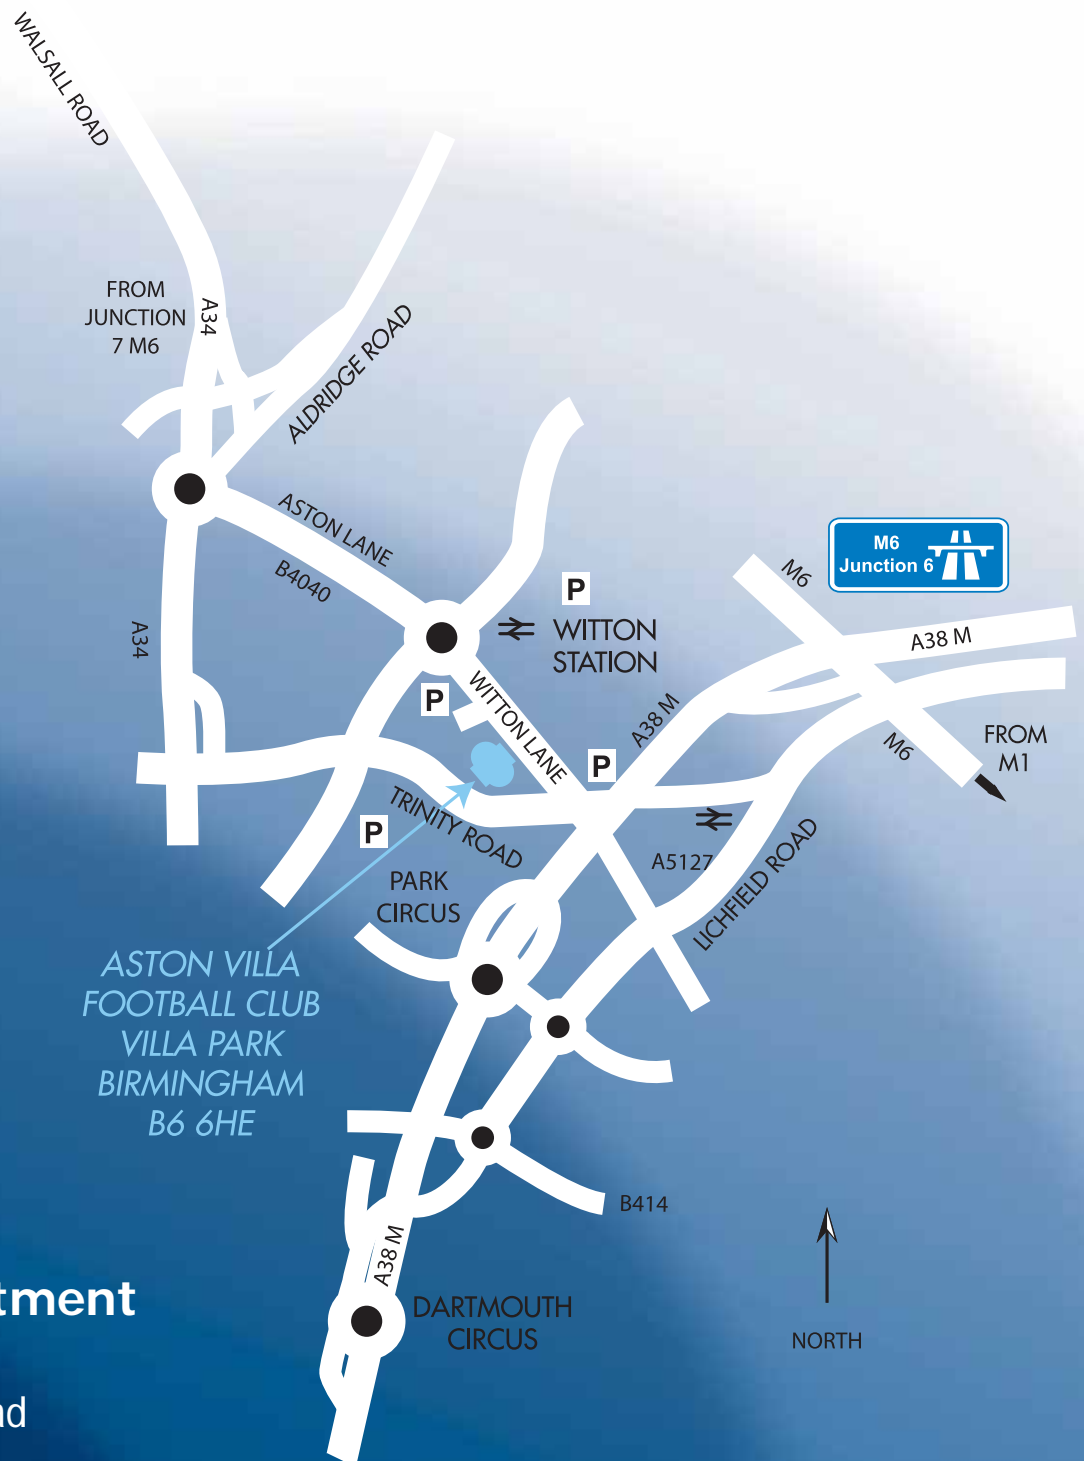 WALSALL ROAD
FROM
JUNCTION
7 M6
A34
ALDRIDGE ROAD
ASTON LANE
B4040
A34
M6
Junction 6
M6
A38 M
P
WITTON
STATION
P
WITTON LANE
A38 M
M6
FROM
M1
P
P
TRINITY ROAD
A5127
LICHFIELD ROAD
PARK
CIRCUS
ASTON VILLA
FOOTBALL CLUB
VILLA PARK
BIRMINGHAM
B6 6HE
B414
A38 M
DARTMOUTH
CIRCUS
NORTH
tment